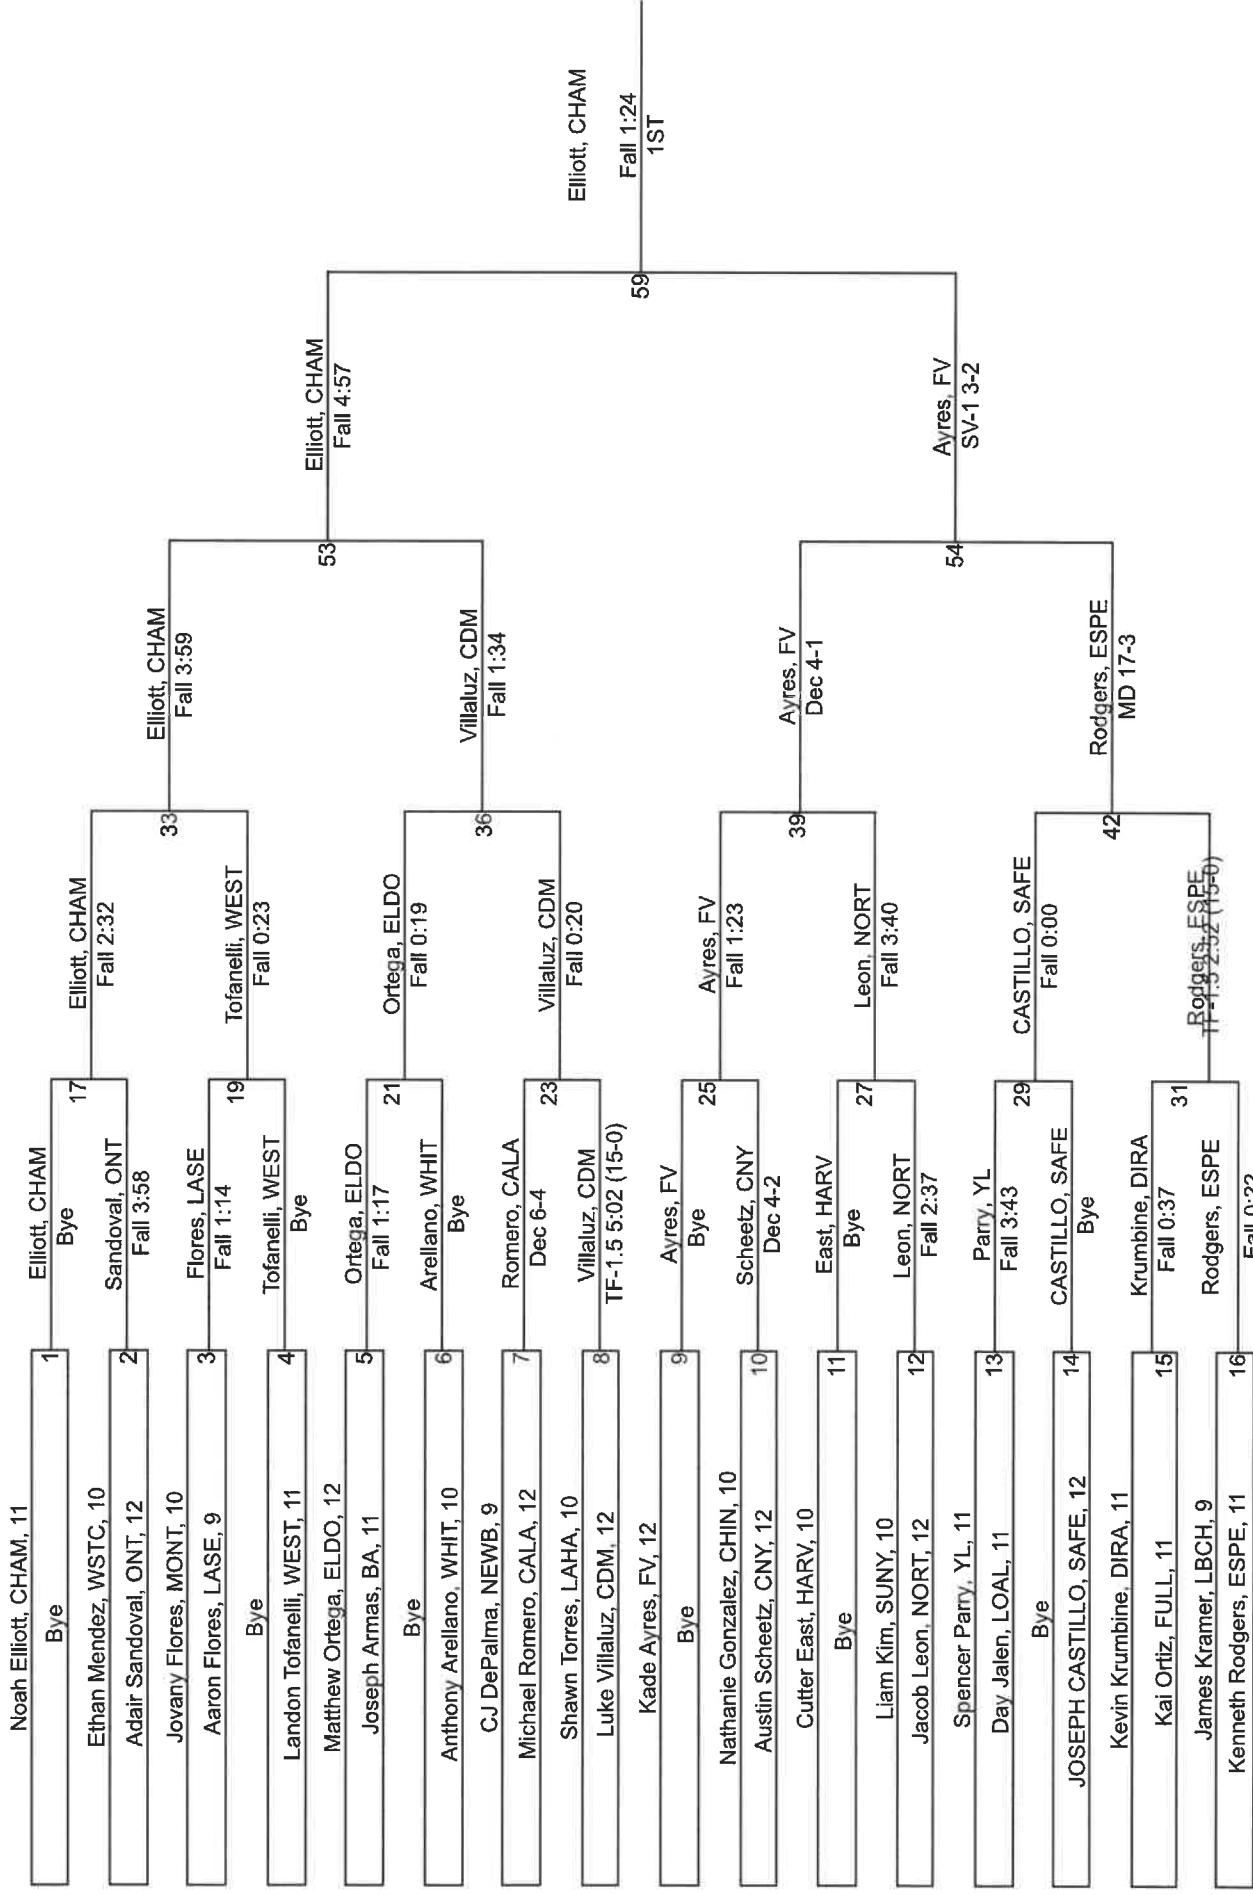 Noah Elliott, CHAM, 11
Bye
1
Ethan Mendez, WSTC, 10
Adair Sandoval, ONT, 12
2
Jovany Flores, MONT, 10
Aaron Flores, LASE, 9
3
Bye
Landon Tofanelli, WEST, 11
4
Matthew Ortega, ELDO, 12
Joseph Armas, BA, 11
5
Bye
Anthony Arellano, WHIT, 10
6
CJ DePalma, NEWB, 9
Michael Romero, CALA, 12
7
Shawn Torres, LAHA, 10
Luke Villaluz, CDM, 12
8
Kade Ayres, FV, 12
Bye
9
Nathanie Gonzalez, CHIN, 10
Austin Scheetz, CNY, 12
10
Cutter East, HARV, 10
Bye
11
Liam Kim, SUNY, 10
Jacob Leon, NORT, 12
12
Spencer Parry, YL, 11
Day Jalen, LOAL, 11
13
Bye
JOSEPH CASTILLO, SAFE, 12
14
Kevin Krumbine, DIRA, 11
Kai Ortiz, FULL, 11
15
James Kramer, LBCH, 9
Kenneth Rodgers, ESPE, 11
16
Elliott, CHAM
Bye
17
Sandoval, ONT
Fall 3:58
Flores, LASE
Fall 1:14
19
Tofanelli, WEST
Bye
Ortega, ELDO
Fall 1:17
21
Arellano, WHIT
Bye
Romero, CALA
Dec 6-4
23
Villaluz, CDM
TF-1.5 5:02 (15-0)
Ayres, FV
Bye
25
Scheetz, CNY
Dec 4-2
East, HARV
Bye
27
Leon, NORT
Fall 2:37
Parry, YL
Fall 3:43
29
CASTILLO, SAFE
Bye
Krumbine, DIRA
Fall 0:37
31
Rodgers, ESPE
Fall 0:22
Elliott, CHAM
Fall 2:32
33
Tofanelli, WEST
Fall 0:23
Ortega, ELDO
Fall 0:19
36
Villaluz, CDM
Fall 0:20
Ayres, FV
Fall 1:23
39
Leon, NORT
Fall 3:40
CASTILLO, SAFE
Fall 0:00
42
Rodgers, ESPE
TF-1.5 2:52 (15-0)
Elliott, CHAM
Fall 3:59
53
Villaluz, CDM
Fall 1:34
Ayres, FV
Dec 4-1
54
Rodgers, ESPE
MD 17-3
Elliott, CHAM
Fall 4:57
59
Ayres, FV
SV-1 3-2
Elliott, CHAM
Fall 1:24
1ST